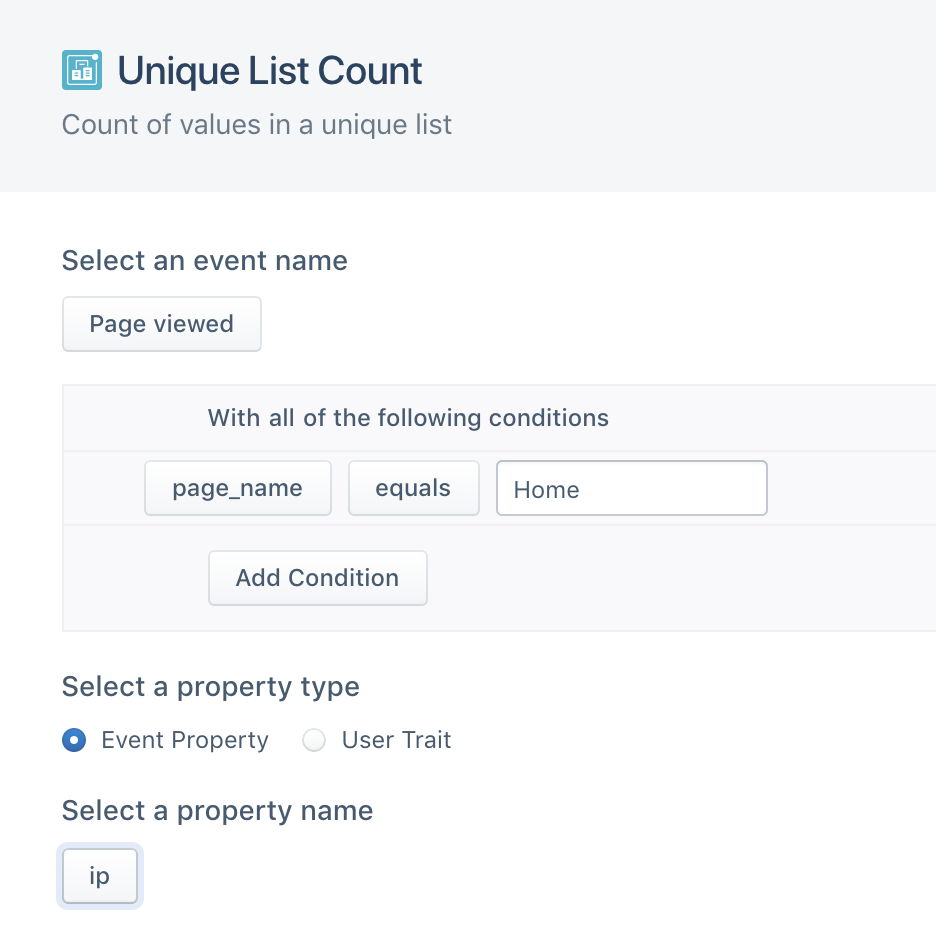 Unique List Count
Count of values in a unique list
Select an event name
Page viewed
With all of the following conditions
page_name equals Home
Add Condition
Select a property type
Event Property User Trait
Select a property name
ip